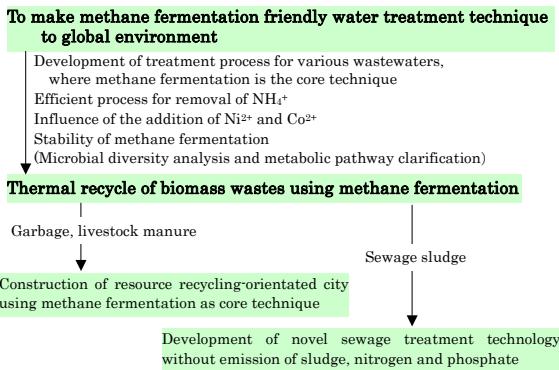 To make methane fermentation friendly water treatment technique
to global environment
Development of treatment process for various wastewaters,
where methane fermentation is the core technique
Efficient process for removal of NH₄⁺
Influence of the addition of Ni²⁺ and Co²⁺
Stability of methane fermentation
(Microbial diversity analysis and metabolic pathway clarification)
Thermal recycle of biomass wastes using methane fermentation
Garbage, livestock manure
Sewage sludge
Construction of resource recycling-orientated city
using methane fermentation as core technique
Development of novel sewage treatment technology
without emission of sludge, nitrogen and phosphate